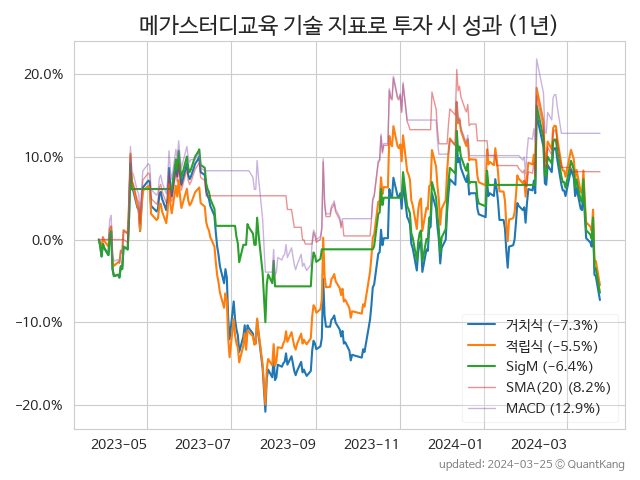 메가스터디교육 기술 지표로 투자 시 성과 (1년)
20.0%
10.0%
0.0%
−10.0%
−20.0%
거치식 (−7.3%)
적립식 (−5.5%)
SigM (−6.4%)
SMA(20) (8.2%)
MACD (12.9%)
2023-05 2023-07 2023-09 2023-11 2024-01 2024-03
updated: 2024-03-25 © QuantKang